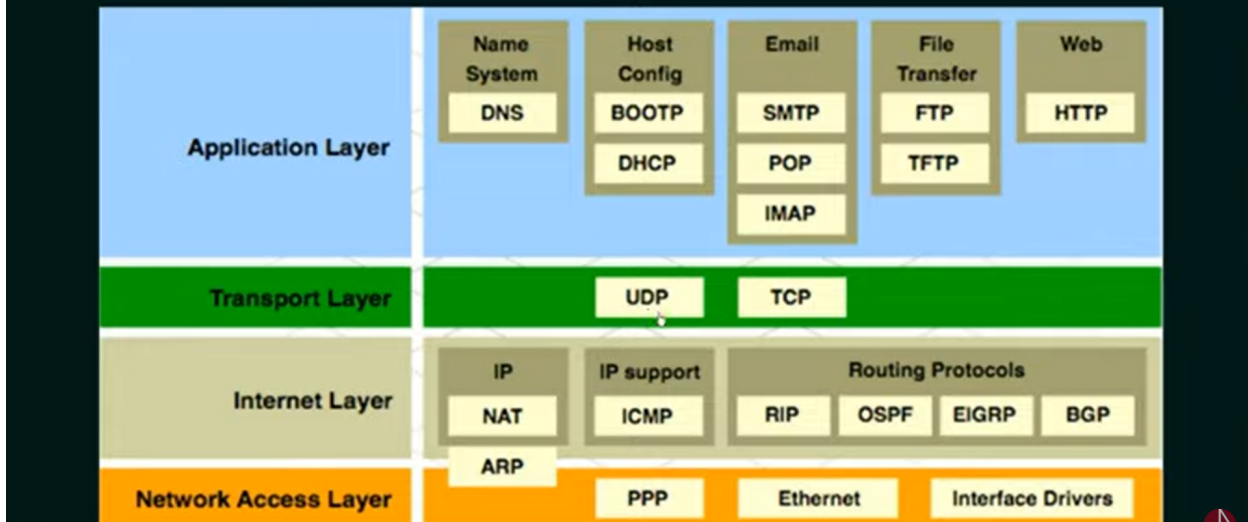 Application Layer
Name
System
DNS
Host
Config
BOOTP
DHCP
Email
SMTP
POP
IMAP
File
Transfer
FTP
TFTP
Web
HTTP
Transport Layer
UDP
TCP
Internet Layer
IP
NAT
ARP
IP support
ICMP
Routing Protocols
RIP
OSPF
EIGRP
BGP
Network Access Layer
PPP
Ethernet
Interface Drivers